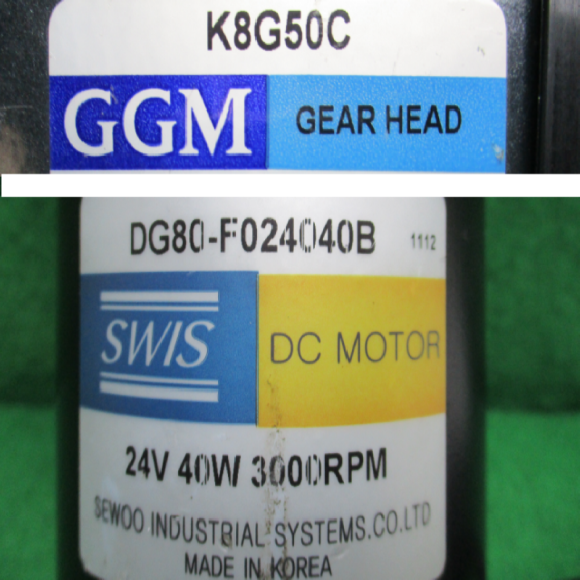 K8G50C
GGM GEAR HEAD
DG80-F024040B 1112
SWIS DC MOTOR
24V 40W 3000RPM
SEWOO INDUSTRIAL SYSTEMS.CO.LTD
MADE IN KOREA